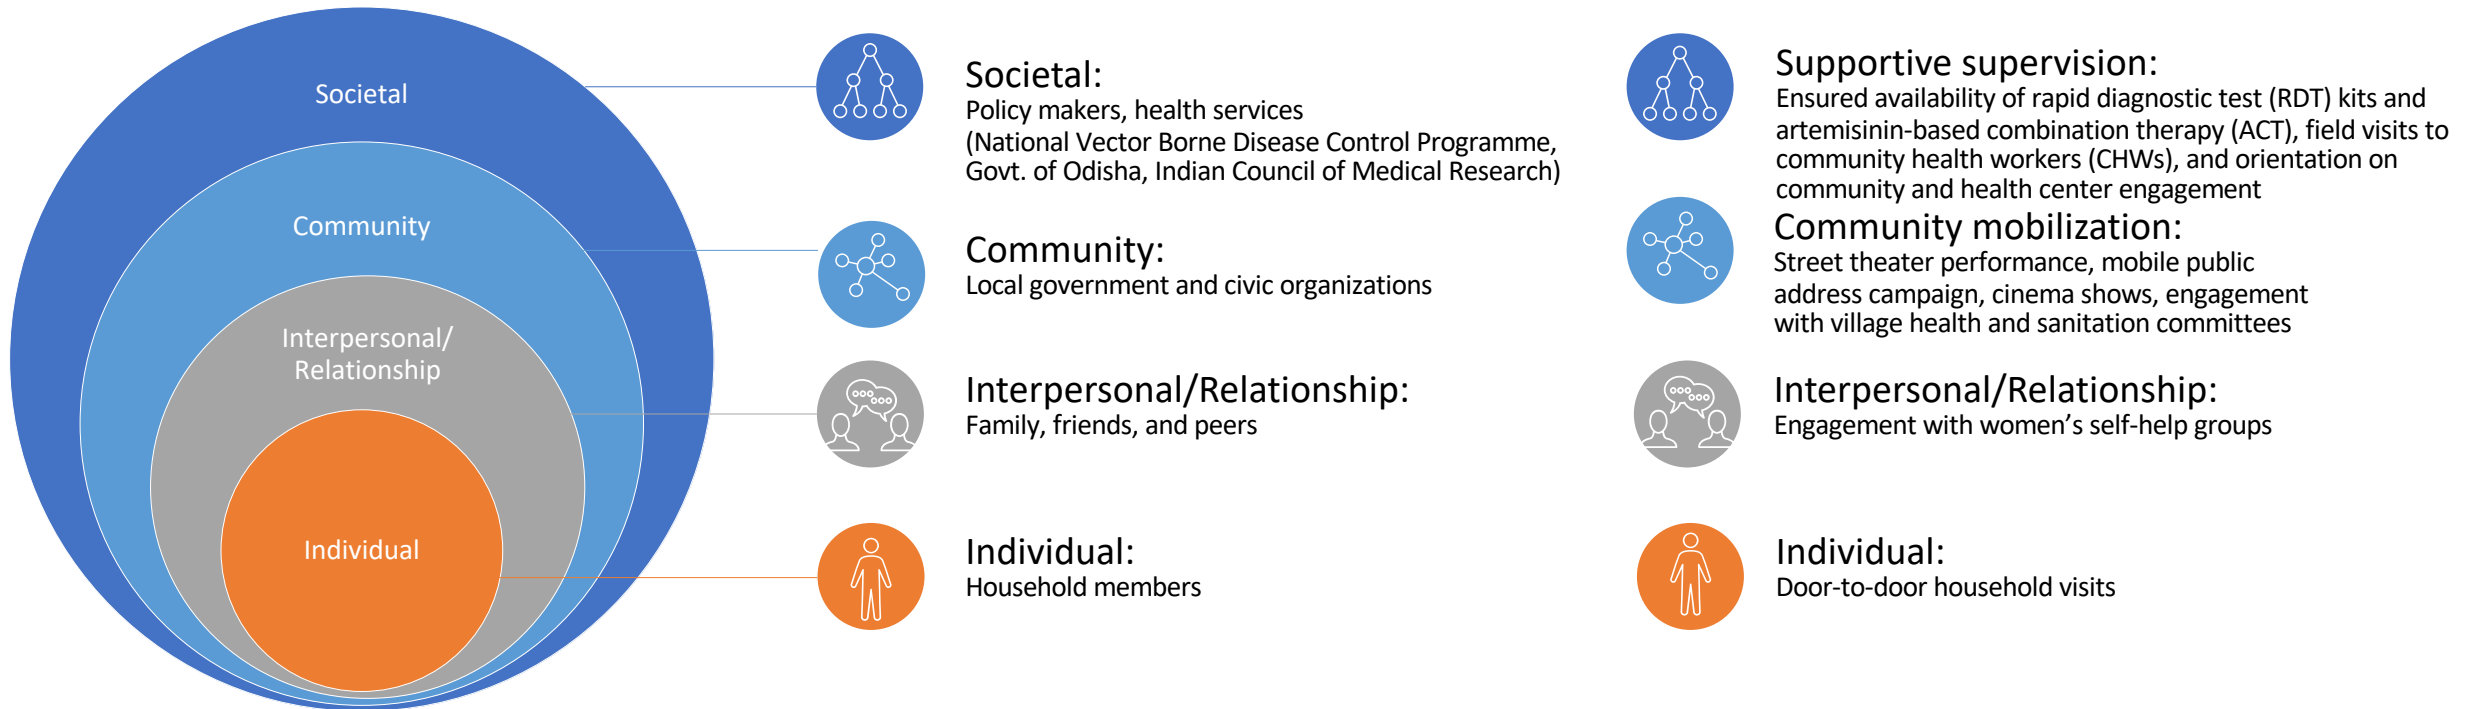 Societal
Community
Interpersonal/
Relationship
Individual
Societal:
Policy makers, health services
(National Vector Borne Disease Control Programme,
Govt. of Odisha, Indian Council of Medical Research)
Community:
Local government and civic organizations
Interpersonal/Relationship:
Family, friends, and peers
Individual:
Household members
Supportive supervision:
Ensured availability of rapid diagnostic test (RDT) kits and
artemisinin-based combination therapy (ACT), field visits to
community health workers (CHWs), and orientation on
community and health center engagement
Community mobilization:
Street theater performance, mobile public
address campaign, cinema shows, engagement
with village health and sanitation committees
Interpersonal/Relationship:
Engagement with women’s self-help groups
Individual:
Door-to-door household visits